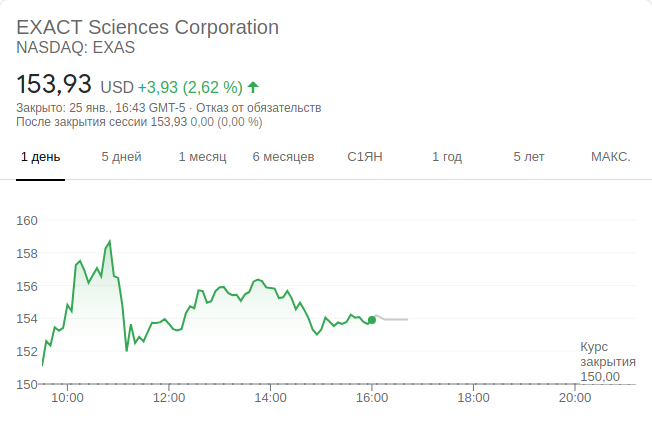 EXACT Sciences Corporation
NASDAQ: EXAS
153,93 USD +3,93 (2,62 %)
Закрыто: 25 янв., 16:43 GMT-5 · Отказ от обязательств
После закрытия сессии 153,93 0,00 (0,00 %)
1 день 5 дней 1 месяц 6 месяцев С1ЯН 1 год 5 лет МАКС.
160
158
156
154
152
Курс
закрытия
150,00
150
10:00 12:00 14:00 16:00 18:00 20:00